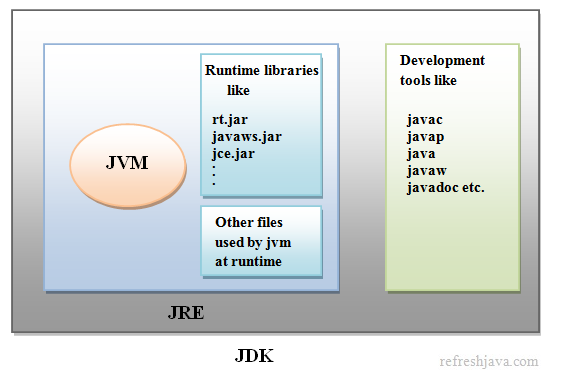 JVM
Runtime libraries
like
rt.jar
javaws.jar
jce.jar
.
.
.
Other files
used by jvm
at runtime
JRE
Development
tools like
javac
javap
java
javaw
javadoc etc.
JDK
refreshjava.com